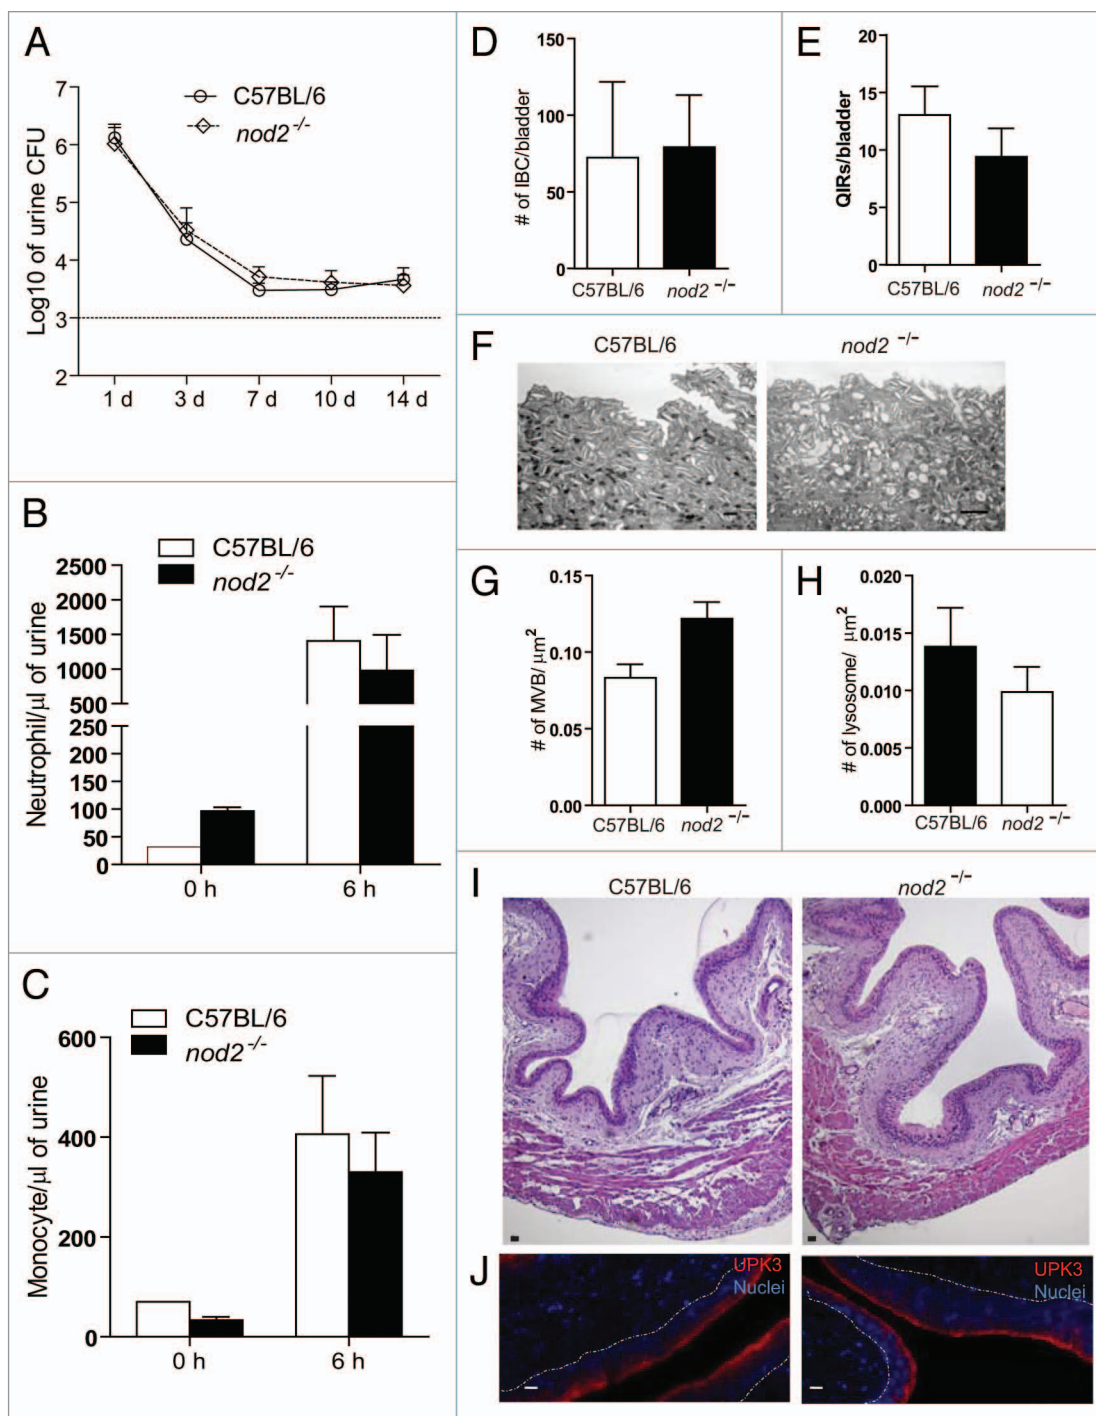 A
7
6
5
4
3
2
Log10 of urine CFU
C57BL/6
nod2-/-
1 d 3 d 7 d 10 d 14 d
B
C57BL/6
nod2-/-
2500
2000
1500
1000
500
250
200
150
100
50
0
Neutrophil/µl of urine
0 h 6 h
C
C57BL/6
nod2-/-
600
400
200
0
Monocyte/µl of urine
0 h 6 h
D
150
100
50
0
# of IBC/bladder
C57BL/6 nod2-/-
E
20
15
10
5
0
QIRs/bladder
C57BL/6 nod2-/-
F
C57BL/6 nod2-/-
G
0.15
0.10
0.05
0.00
# of MVB/ µm2
C57BL/6 nod2-/-
H
0.020
0.015
0.010
0.005
0.000
# of lysosome/ µm2
C57BL/6 nod2-/-
I
C57BL/6 nod2-/-
J
UPK3
Nuclei
UPK3
Nuclei